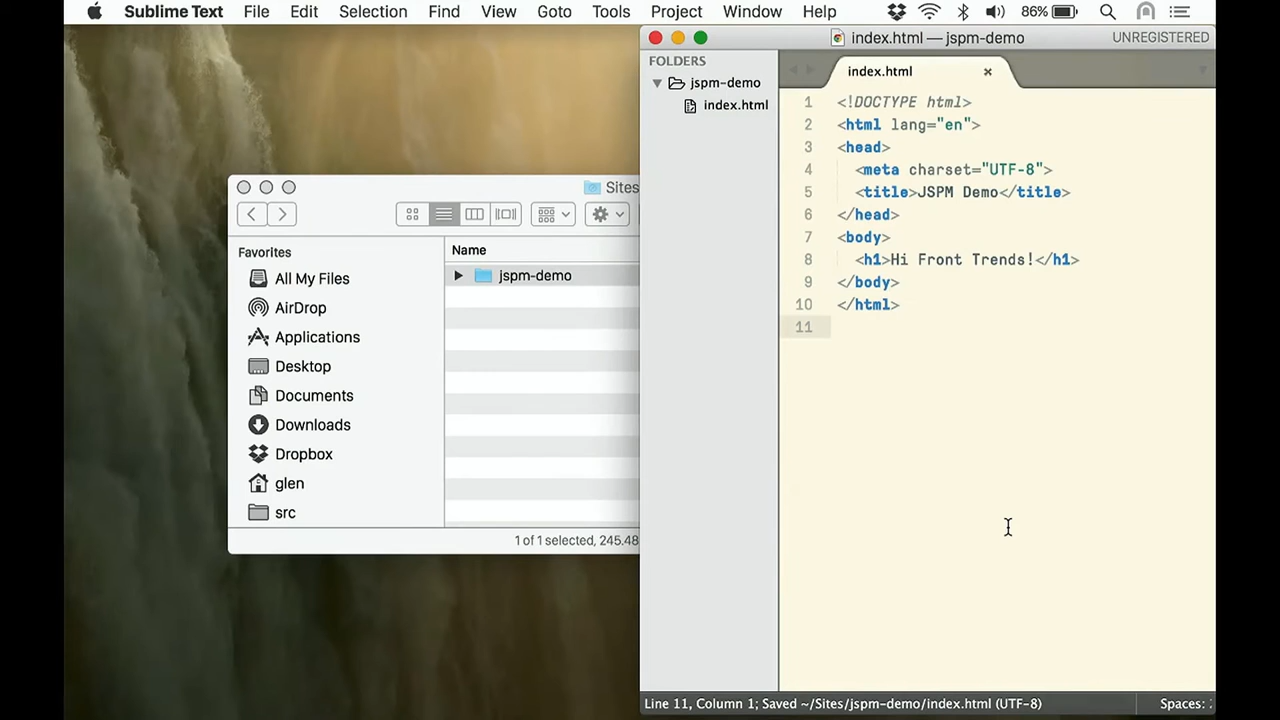 Sublime Text File Edit Selection Find View Goto Tools Project Window Help 86%
index.html — jspm-demo UNREGISTERED
FOLDERS
jspm-demo
index.html
index.html
1 <!DOCTYPE html>
2 <html lang="en">
3 <head>
4 <meta charset="UTF-8">
5 <title>JSPM Demo</title>
6 </head>
7 <body>
8 <h1>Hi Front Trends!</h1>
9 </body>
10 </html>
11
Sites
Favorites
All My Files
AirDrop
Applications
Desktop
Documents
Downloads
Dropbox
glen
src
Name
jspm-demo
1 of 1 selected, 245.48
Line 11, Column 1; Saved ~/Sites/jspm-demo/index.html (UTF-8) Spaces: